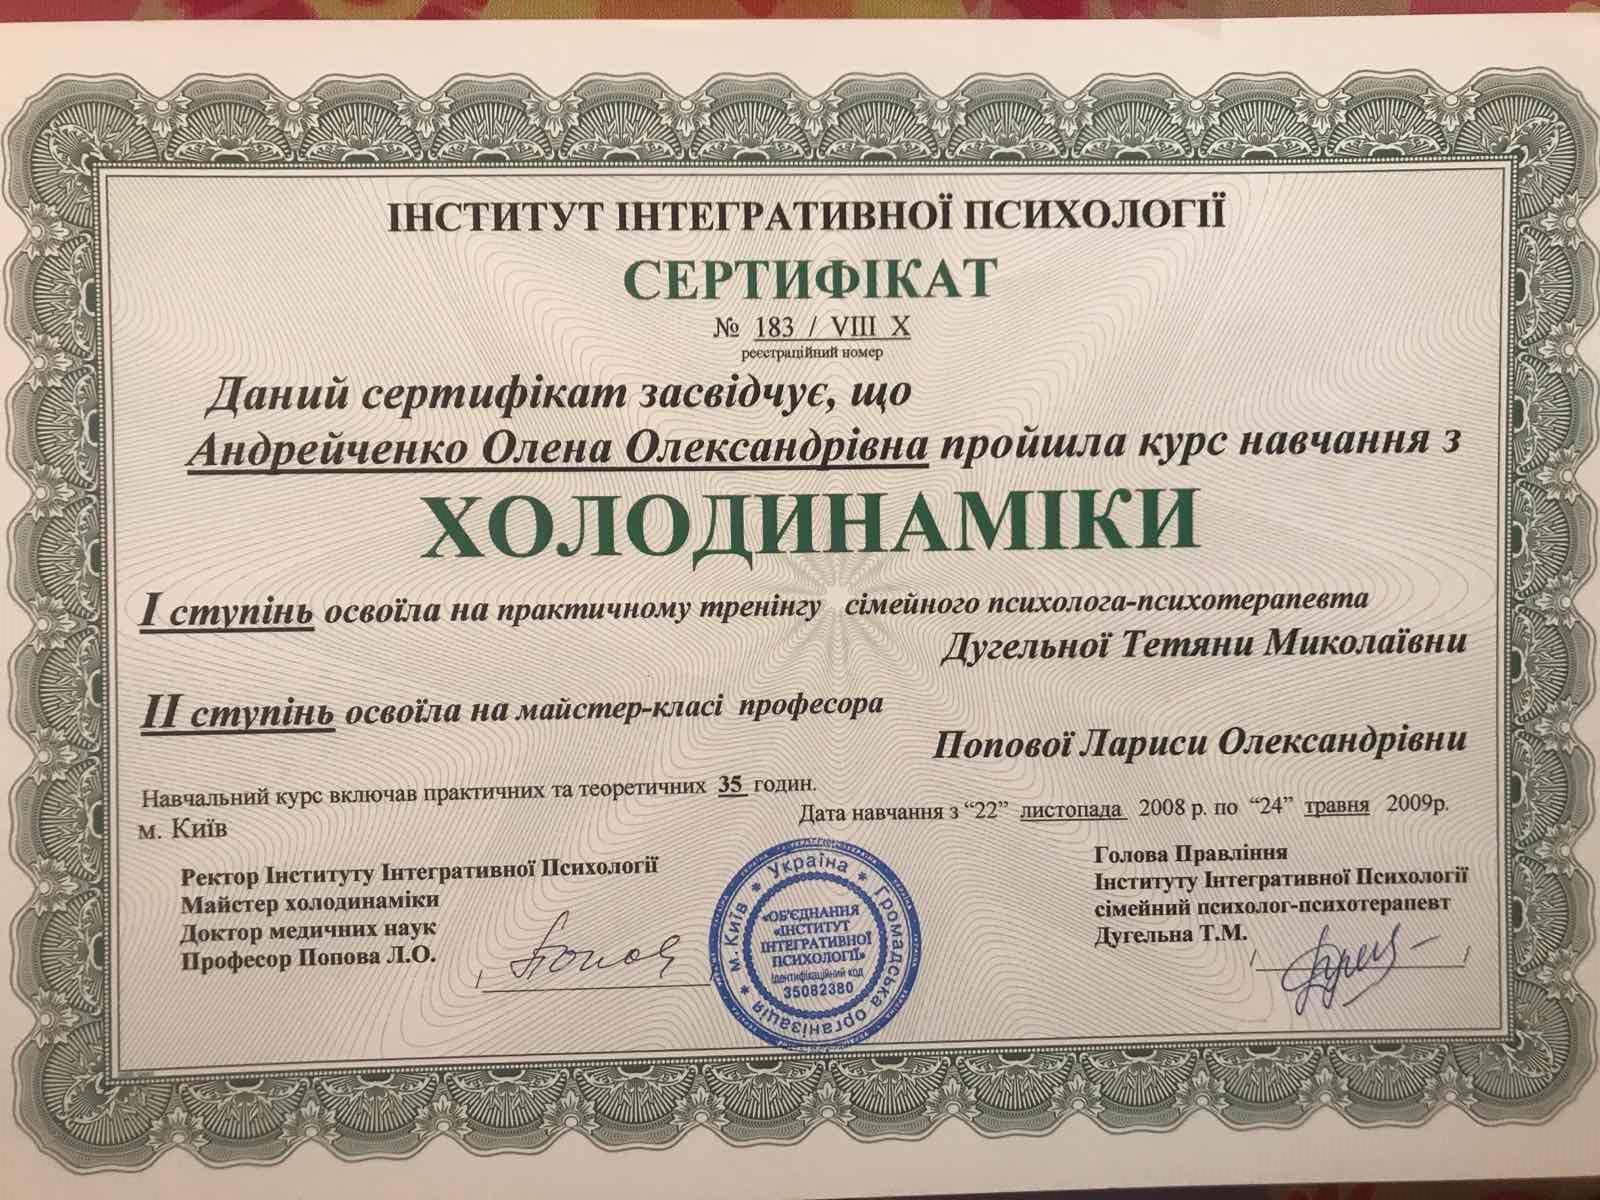 ІНСТИТУТ ІНТЕГРАТИВНОЇ ПСИХОЛОГІЇ
СЕРТИФІКАТ
№ 183 / VIII X
реєстраційний номер
Даний сертифікат засвідчує, що
Андрейченко Олена Олександрівна пройшла курс навчання з
ХОЛОДИНАМІКИ
І ступінь освоїла на практичному тренінгу сімейного психолога-психотерапевта
Дугельної Тетяни Миколаївни
ІІ ступінь освоїла на майстер-класі професора
Попової Лариси Олександрівни
Навчальний курс включав практичних та теоретичних 35 годин.
м. Київ
Дата навчання з “22” листопада 2008 р. по “24” травня 2009р.
Ректор Інституту Інтегративної Психології
Майстер холодинаміки
Доктор медичних наук
Професор Попова Л.О.
Голова Правління
Інституту Інтегративної Психології
сімейний психолог-психотерапевт
Дугельна Т.М.
м. Київ * Україна * Громадська організація *
«ОБ'ЄДНАННЯ
«ІНСТИТУТ
ІНТЕГРАТИВНОЇ
ПСИХОЛОГІЇ»
Ідентифікаційний код
35082380